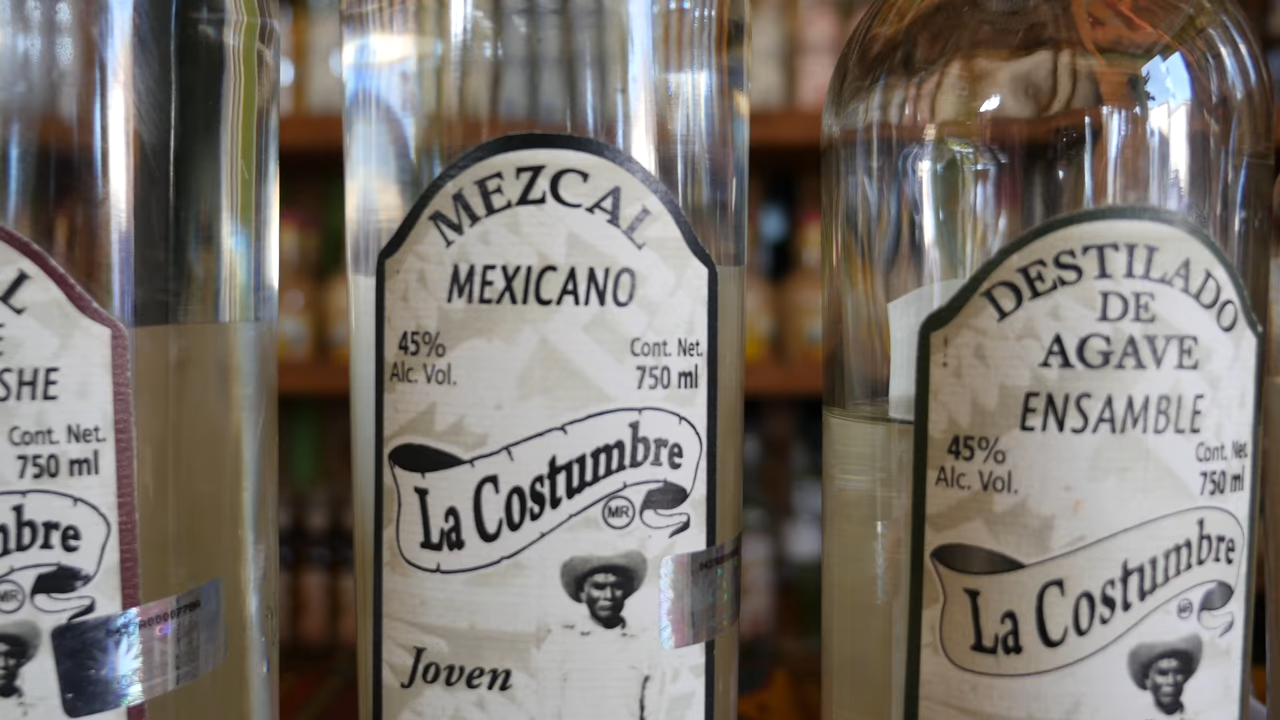 L
SHE
Cont. Net.
750 ml
mbre
MR
MEZCAL
MEXICANO
45%
Alc. Vol.
Cont. Net.
750 ml
La Costumbre
MR
Joven
DESTILADO
DE
AGAVE
ENSAMBLE
45%
Alc. Vol.
Cont. Net.
750 ml
La Costumbre
MR